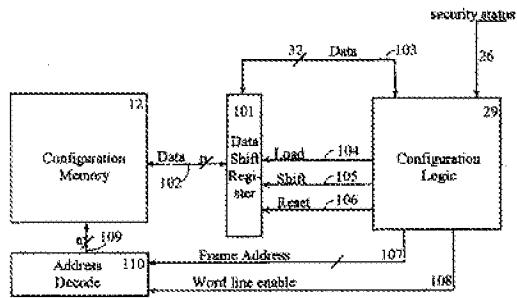 security status
32 Data 103
26
12
101
29
Configuration
Memory
Data n
102
Data
Shift
Regi-
ster
Load 104
Shift 105
Reset 106
Configuration
Logic
n 109
Frame Address 107
Address
Decode
110
Word line enable 108